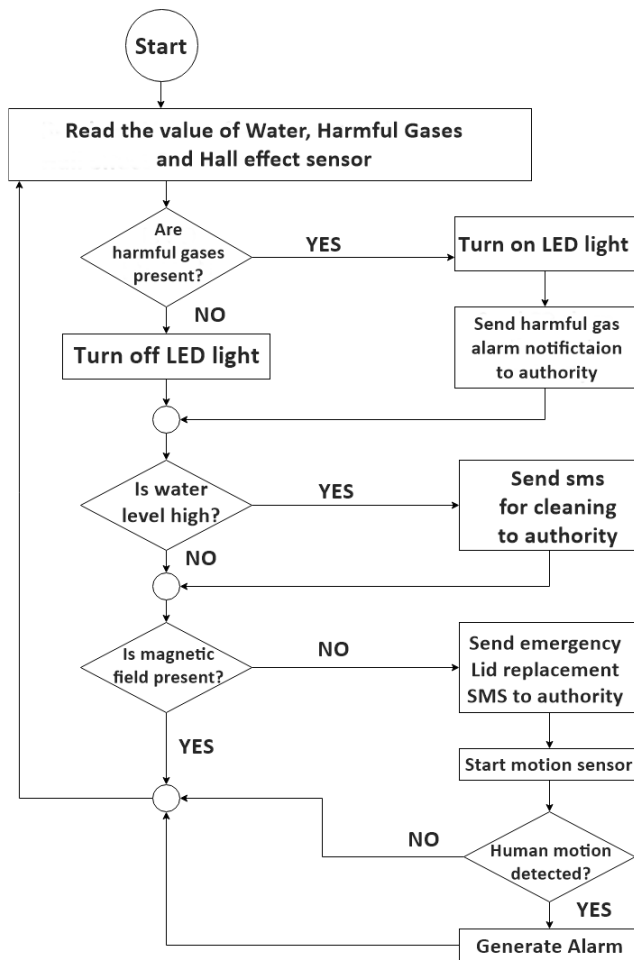 Start
Read the value of Water, Harmful Gases
and Hall effect sensor
Are
harmful gases
present?
YES
Turn on LED light
NO
Send harmful gas
alarm notifictaion
to authority
Turn off LED light
Is water
level high?
YES
Send sms
for cleaning
to authority
NO
Is magnetic
field present?
NO
Send emergency
Lid replacement
SMS to authority
YES
Start motion sensor
NO
Human motion
detected?
YES
Generate Alarm